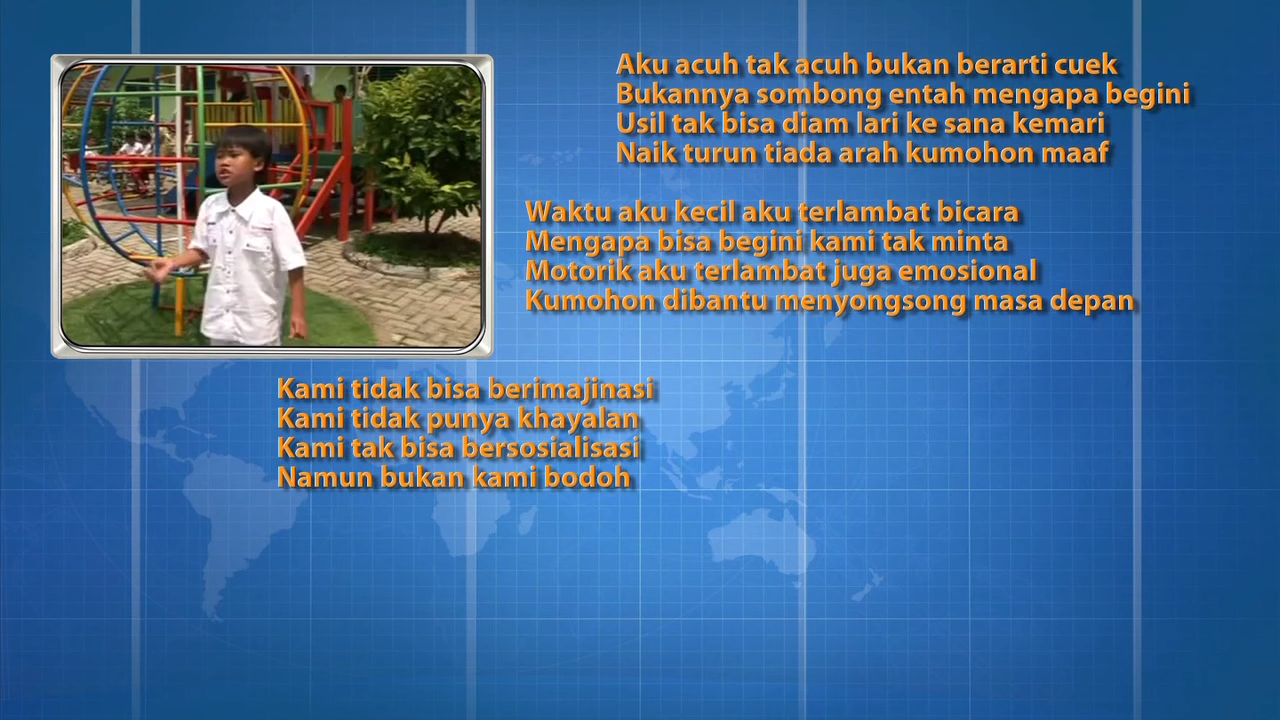 Aku acuh tak acuh bukan berarti cuek
Bukannya sombong entah mengapa begini
Usil tak bisa diam lari ke sana kemari
Naik turun tiada arah kumohon maaf
Waktu aku kecil aku terlambat bicara
Mengapa bisa begini kami tak minta
Motorik aku terlambat juga emosional
Kumohon dibantu menyongsong masa depan
Kami tidak bisa berimajinasi
Kami tidak punya khayalan
Kami tak bisa bersosialisasi
Namun bukan kami bodoh